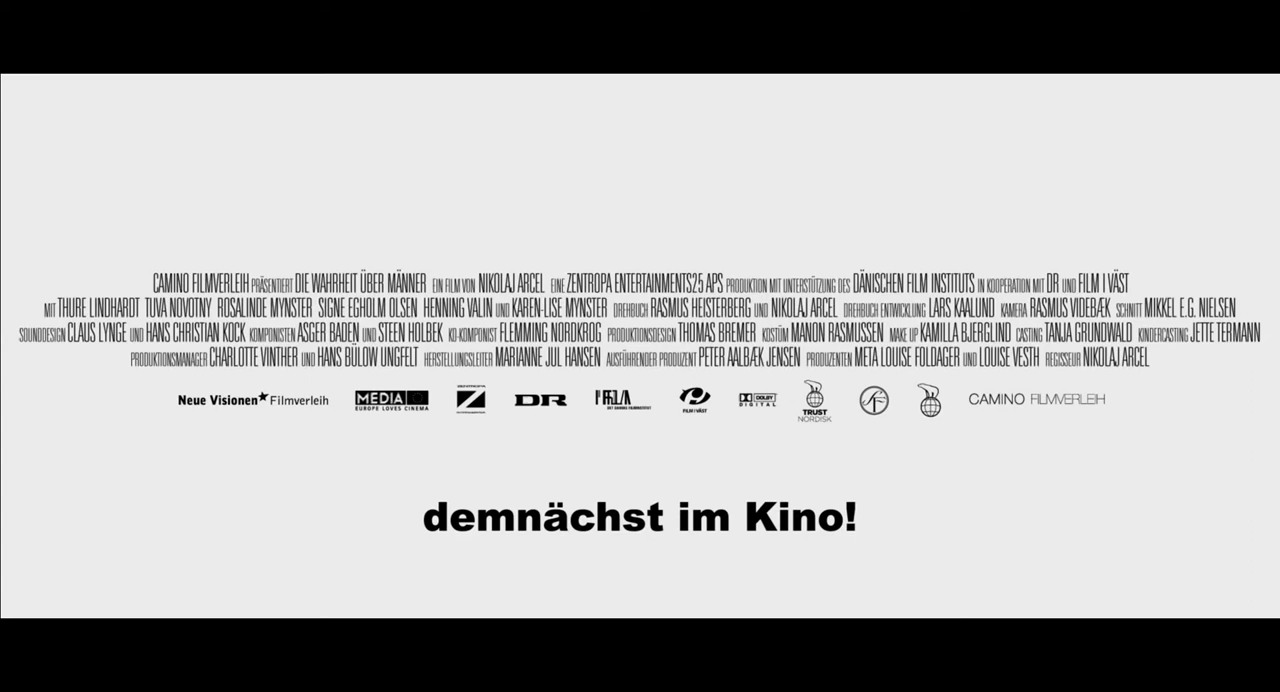 CAMINO FILMVERLEIH PRÄSENTIERT DIE WAHRHEIT ÜBER MÄNNER EIN FILM VON NIKOLAJ ARCEL EINE ZENTROPA ENTERTAINMENTS25 APS PRODUKTION MIT UNTERSTÜTZUNG DES DÄNISCHEN FILM INSTITUTS IN KOOPERATION MIT DR UND FILM I VÄST
MIT THURE LINDHARDT TUVA NOVOTNY ROSALINDE MYNSTER SIGNE EGHOLM OLSEN HENNING VALIN UND KAREN-LISE MYNSTER DREHBUCH RASMUS HEISTERBERG UND NIKOLAJ ARCEL DREHBUCH ENTWICKLUNG LARS KAALUND KAMERA RASMUS VIDEBÆK SCHNITT MIKKEL E.G. NIELSEN
SOUNDDESIGN CLAUS LYNGE UND HANS CHRISTIAN KOCK KOMPONISTEN ASGER BADEN UND STEEN HOLBEK KO-KOMPONIST FLEMMING NORDKROG PRODUKTIONSDESIGN THOMAS BREMER KOSTÜM MANON RASMUSSEN MAKE UP KAMILLA BJERGLIND CASTING TANJA GRUNDWALD KINDERCASTING JETTE TERMANN
PRODUKTIONSMANAGER CHARLOTTE VINTHER UND HANS BÜLOW UNGFELT HERSTELLUNGSLEITER MARIANNE JUL HANSEN AUSFÜHRENDER PRODUZENT PETER AALBÆK JENSEN PRODUZENTEN META LOUISE FOLDAGER UND LOUISE VESTH REGISSEUR NIKOLAJ ARCEL
Neue Visionen Filmverleih MEDIA EUROPE LOVES CINEMA ZENTROPA DR DET DANSKE FILMINSTITUT FILM I VÄST DOLBY DIGITAL TRUST NORDISK SF CAMINO FILMVERLEIH
demnächst im Kino!